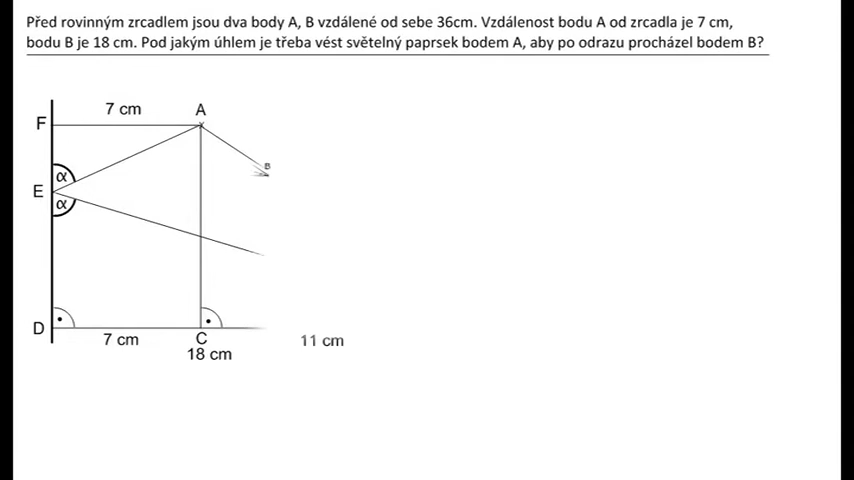 Před rovinným zrcadlem jsou dva body A, B vzdálené od sebe 36cm. Vzdálenost bodu A od zrcadla je 7 cm,
bodu B je 18 cm. Pod jakým úhlem je třeba vést světelný paprsek bodem A, aby po odrazu procházel bodem B?
7 cm
A
F
B
α
E
α
D
7 cm
C
11 cm
18 cm